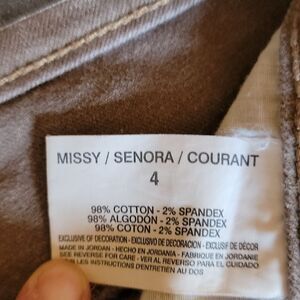 MISSY / SENORA / COURANT
4
98% COTTON - 2% SPANDEX
98% ALGODÓN - 2% SPANDEX
98% COTON - 2% SPANDEX
EXCLUSIVE OF DECORATION - EXCLUSIVO DE DECORACION - EXCLUSIF DE DÉCOR
MADE IN JORDAN - HECHO EN JORDAN - FABRIQUE EN JORDANIE
SEE REVERSE FOR CARE - VER AL REVERSO PARA EL CUIDADO
LES INSTRUCTIONS D'ENTRETIEN AU DOS